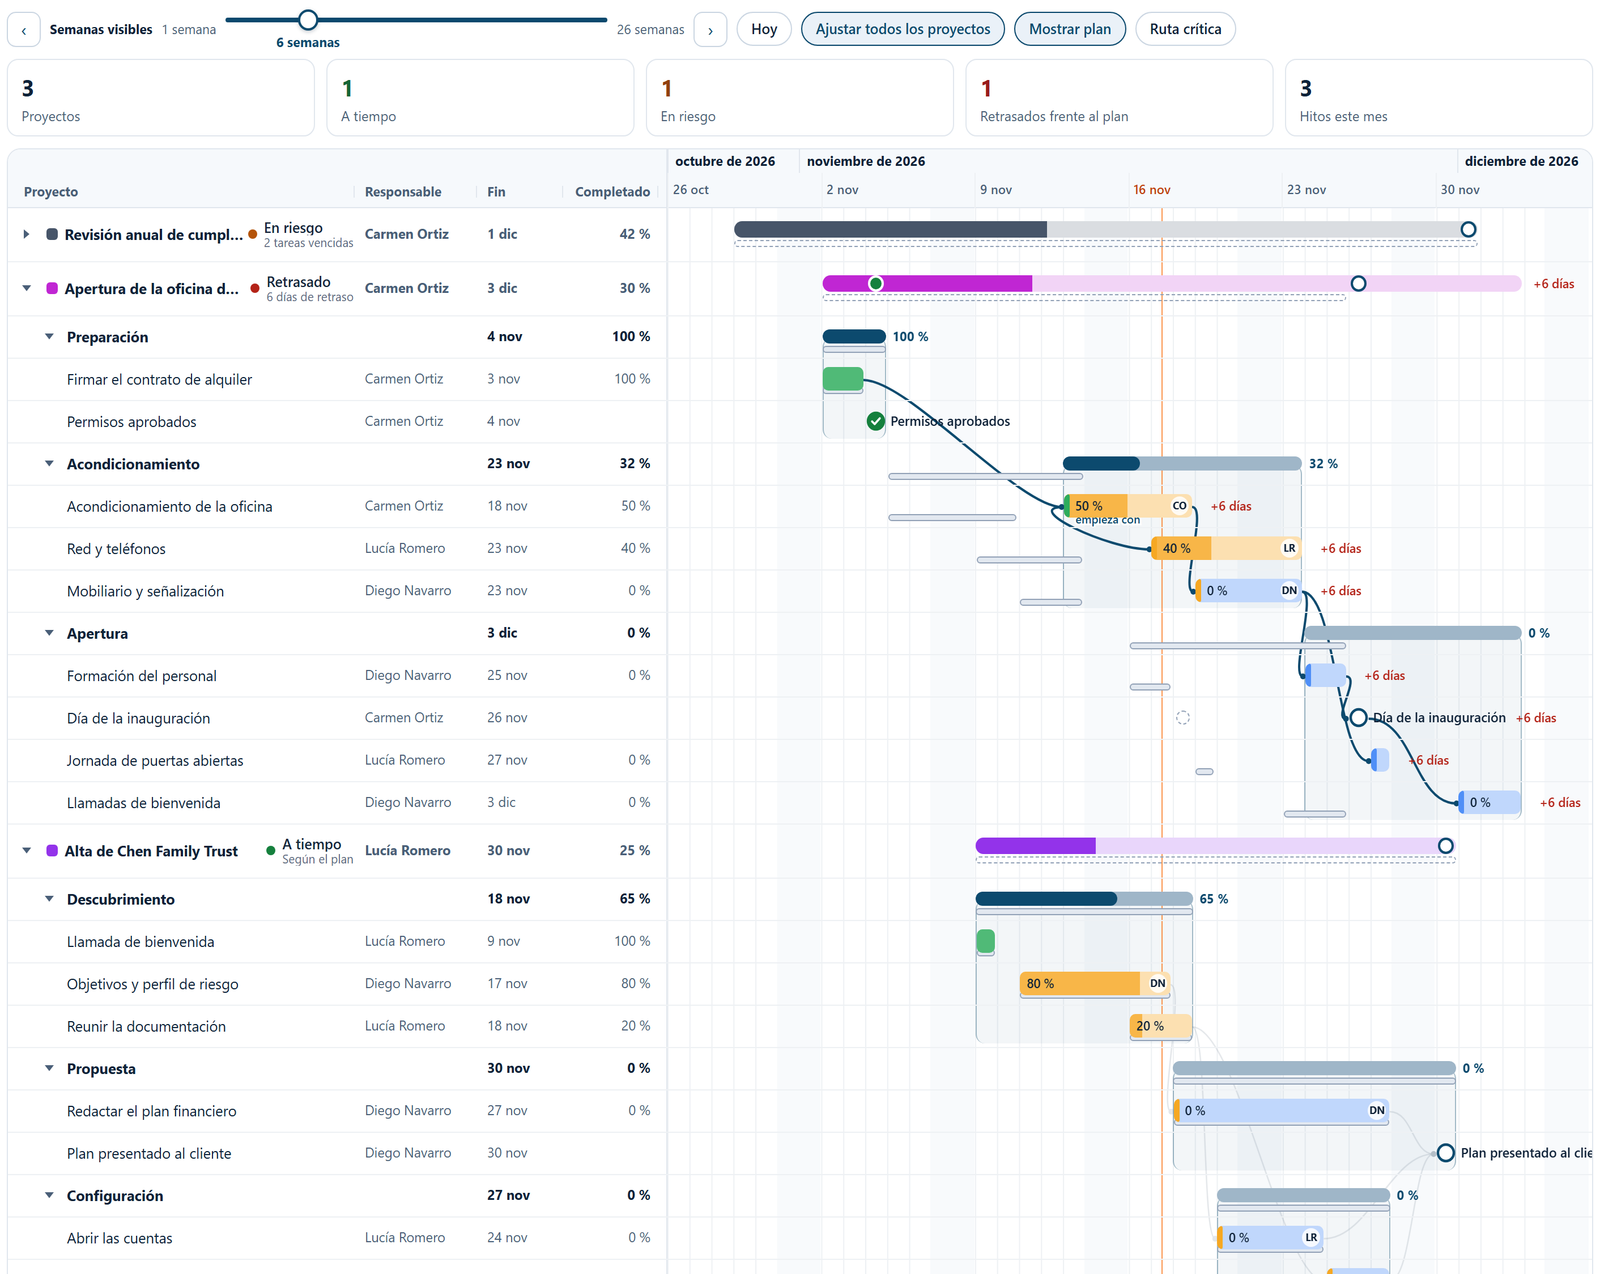 ‹ Semanas visibles 1 semana 6 semanas 26 semanas › Hoy Ajustar todos los proyectos Mostrar plan Ruta crítica
3
Proyectos
1
A tiempo
1
En riesgo
1
Retrasados frente al plan
3
Hitos este mes
octubre de 2026 noviembre de 2026 diciembre de 2026
Proyecto Responsable Fin Completado 26 oct 2 nov 9 nov 16 nov 23 nov 30 nov
Revisión anual de cumpl... En riesgo Carmen Ortiz 1 dic 42 %
2 tareas vencidas
Apertura de la oficina d... Retrasado Carmen Ortiz 3 dic 30 % +6 días
6 días de retraso
Preparación 4 nov 100 % 100 %
Firmar el contrato de alquiler Carmen Ortiz 3 nov 100 %
Permisos aprobados Carmen Ortiz 4 nov Permisos aprobados
Acondicionamiento 23 nov 32 % 32 %
Acondicionamiento de la oficina Carmen Ortiz 18 nov 50 % 50 % CO +6 días
empieza con
Red y teléfonos Lucía Romero 23 nov 40 % 40 % LR +6 días
Mobiliario y señalización Diego Navarro 23 nov 0 % 0 % DN +6 días
Apertura 3 dic 0 % 0 %
Formación del personal Diego Navarro 25 nov 0 % +6 días
Día de la inauguración Carmen Ortiz 26 nov Día de la inauguración +6 días
Jornada de puertas abiertas Lucía Romero 27 nov 0 % +6 días
Llamadas de bienvenida Diego Navarro 3 dic 0 % 0 % +6 días
Alta de Chen Family Trust A tiempo Lucía Romero 30 nov 25 %
Según el plan
Descubrimiento 18 nov 65 % 65 %
Llamada de bienvenida Lucía Romero 9 nov 100 %
Objetivos y perfil de riesgo Diego Navarro 17 nov 80 % 80 % DN
Reunir la documentación Lucía Romero 18 nov 20 % 20 %
Propuesta 30 nov 0 % 0 %
Redactar el plan financiero Diego Navarro 27 nov 0 % 0 % DN
Plan presentado al cliente Diego Navarro 30 nov Plan presentado al clie
Configuración 27 nov 0 % 0 %
Abrir las cuentas Lucía Romero 24 nov 0 % 0 % LR